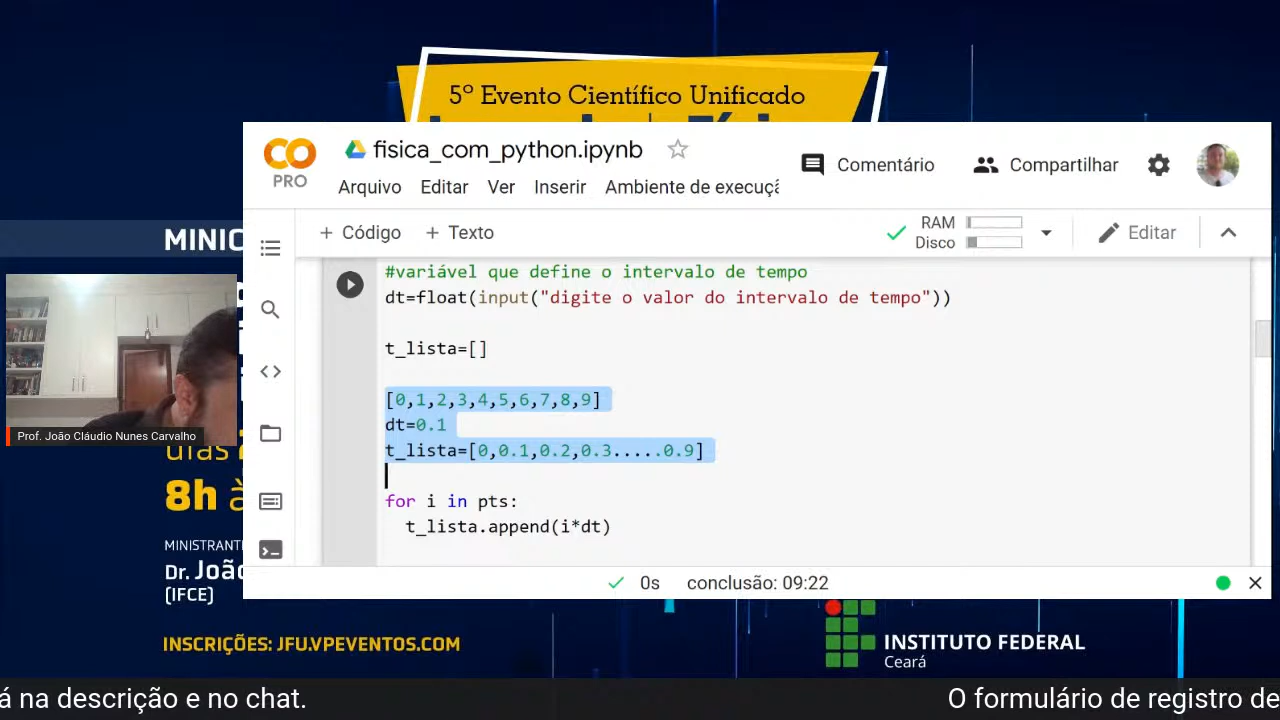 5º Evento Científico Unificado
CO
PRO
fisica_com_python.ipynb
Comentário
Compartilhar
Arquivo Editar Ver Inserir Ambiente de execuçã
+ Código + Texto
RAM
Disco
Editar
#variável que define o intervalo de tempo
dt=float(input("digite o valor do intervalo de tempo"))
t_lista=[]
[0,1,2,3,4,5,6,7,8,9]
dt=0.1
t_lista=[0,0.1,0.2,0.3.....0.9]
for i in pts:
t_lista.append(i*dt)
0s conclusão: 09:22
MINIC
Prof. João Cláudio Nunes Carvalho
8h
MINISTRANT
Dr. Joã
(IFCE)
INSCRIÇÕES: JFU.VPEVENTOS.COM
INSTITUTO FEDERAL
Ceará
á na descrição e no chat.
O formulário de registro de